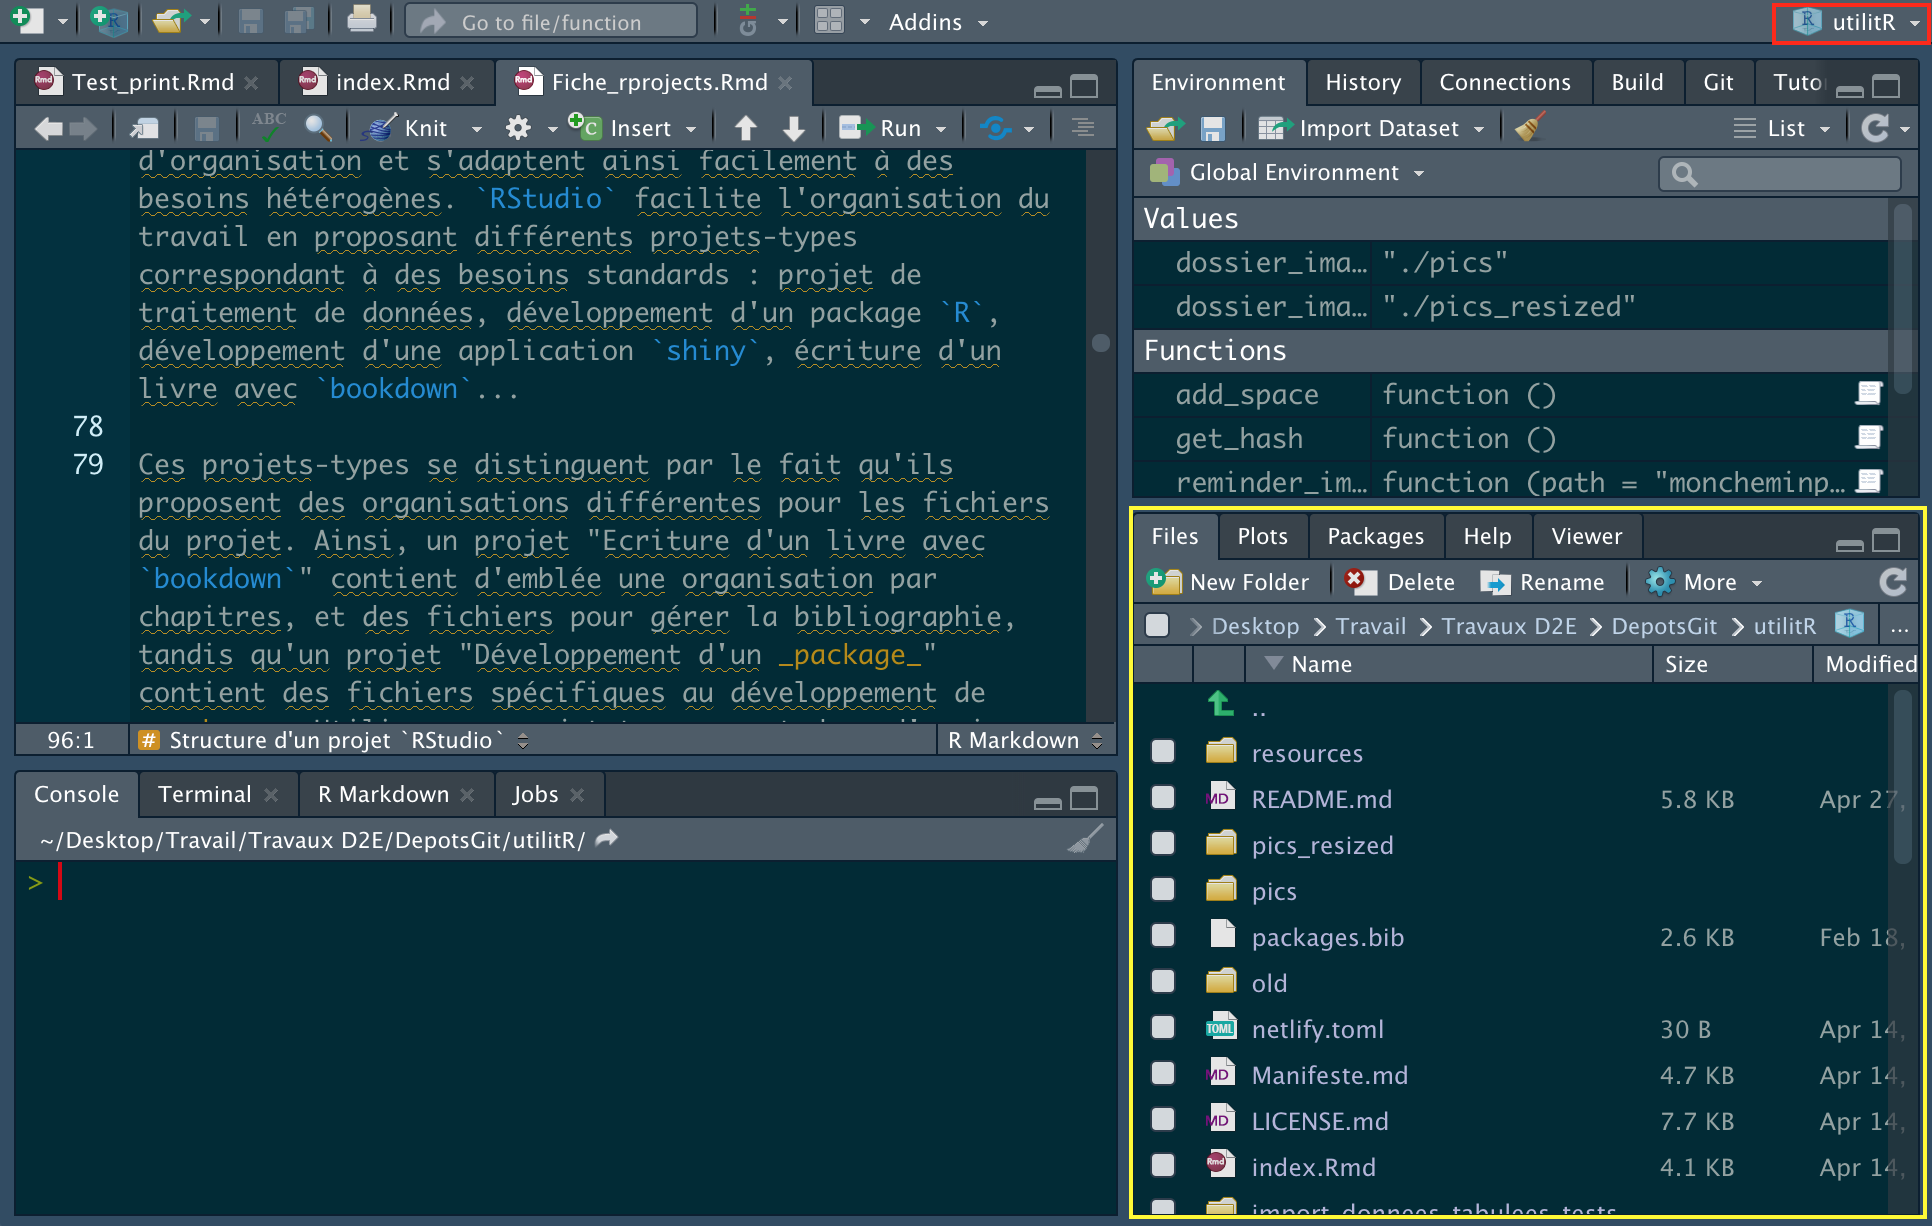 Go to file/function
Addins
utilitR
Test_print.Rmd
index.Rmd
Fiche_rprojects.Rmd
ABC
Knit
Insert
Run
d'organisation et s'adaptent ainsi facilement à des
besoins hétérogènes. `RStudio` facilite l'organisation du
travail en proposant différents projets-types
correspondant à des besoins standards : projet de
traitement de données, développement d'un package `R`,
développement d'une application `shiny`, écriture d'un
livre avec `bookdown`...
78
79 Ces projets-types se distinguent par le fait qu'ils
proposent des organisations différentes pour les fichiers
du projet. Ainsi, un projet "Ecriture d'un livre avec
`bookdown`" contient d'emblée une organisation par
chapitres, et des fichiers pour gérer la bibliographie,
tandis qu'un projet "Développement d'un _package_"
contient des fichiers spécifiques au développement de
96:1 # Structure d'un projet `RStudio` R Markdown
Console Terminal R Markdown Jobs
~/Desktop/Travail/Travaux D2E/DepotsGit/utilitR/
>
Environment History Connections Build Git Tuto
Import Dataset List
Global Environment
Values
dossier_ima… "./pics"
dossier_ima… "./pics_resized"
Functions
add_space function ()
get_hash function ()
reminder_im… function (path = "moncheminp…
Files Plots Packages Help Viewer
New Folder Delete Rename More
Desktop Travail Travaux D2E DepotsGit utilitR ...
Name Size Modified
..
resources
README.md 5.8 KB Apr 27,
pics_resized
pics
packages.bib 2.6 KB Feb 18,
old
netlify.toml 30 B Apr 14,
Manifeste.md 4.7 KB Apr 14,
LICENSE.md 7.7 KB Apr 14,
index.Rmd 4.1 KB Apr 14,
import_donnees_tabulees_tests